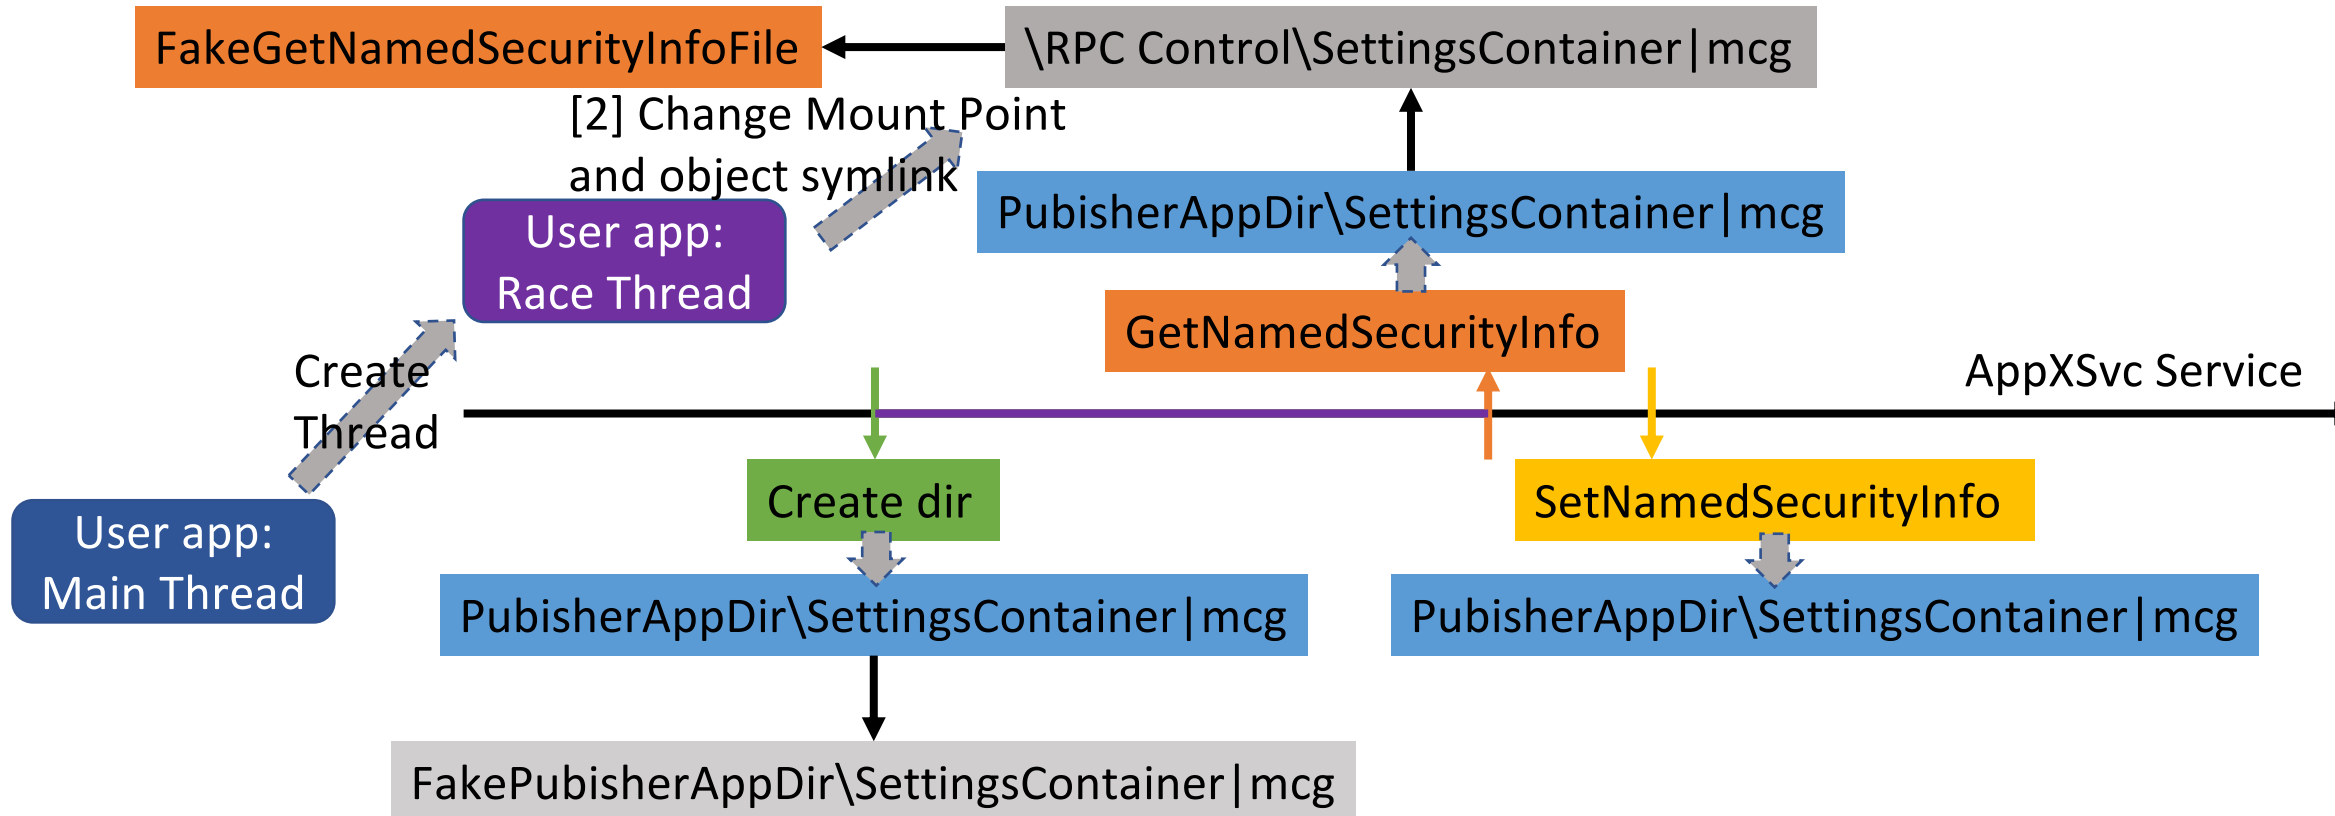 FakeGetNamedSecurityInfoFile
\RPC Control\SettingsContainer|mcg
[2] Change Mount Point
and object symlink
PubisherAppDir\SettingsContainer|mcg
User app:
Race Thread
GetNamedSecurityInfo
Create
Thread
AppXSvc Service
User app:
Main Thread
Create dir
SetNamedSecurityInfo
PubisherAppDir\SettingsContainer|mcg
PubisherAppDir\SettingsContainer|mcg
FakePubisherAppDir\SettingsContainer|mcg